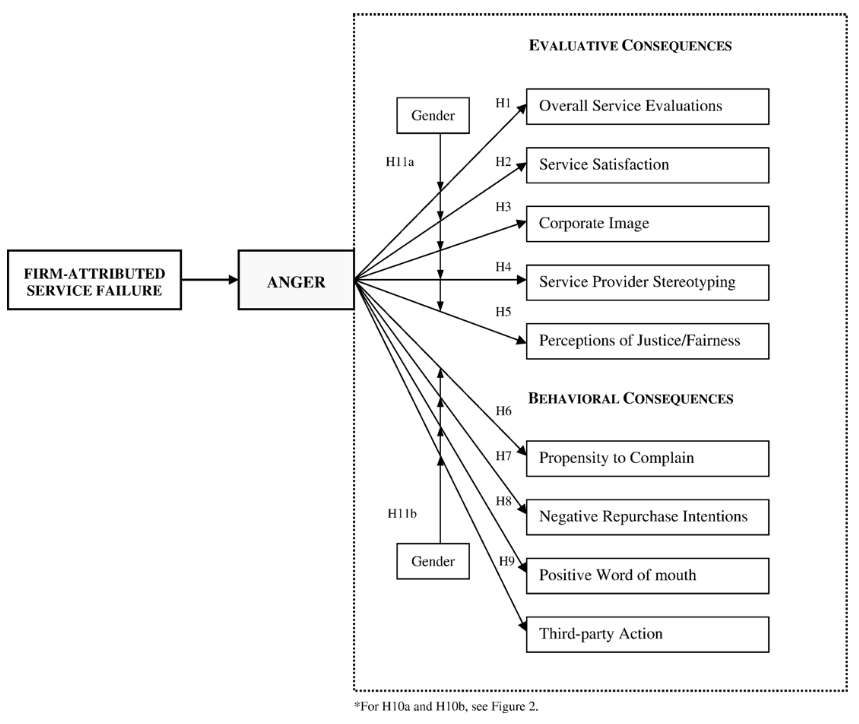 EVALUATIVE CONSEQUENCES
Gender
H11a
H1
Overall Service Evaluations
H2
Service Satisfaction
H3
Corporate Image
H4
Service Provider Stereotyping
H5
Perceptions of Justice/Fairness
FIRM-ATTRIBUTED
SERVICE FAILURE
ANGER
BEHAVIORAL CONSEQUENCES
H6
Propensity to Complain
H7
H8
Negative Repurchase Intentions
H11b
Gender
H9
Positive Word of mouth
Third-party Action
*For H10a and H10b, see Figure 2.